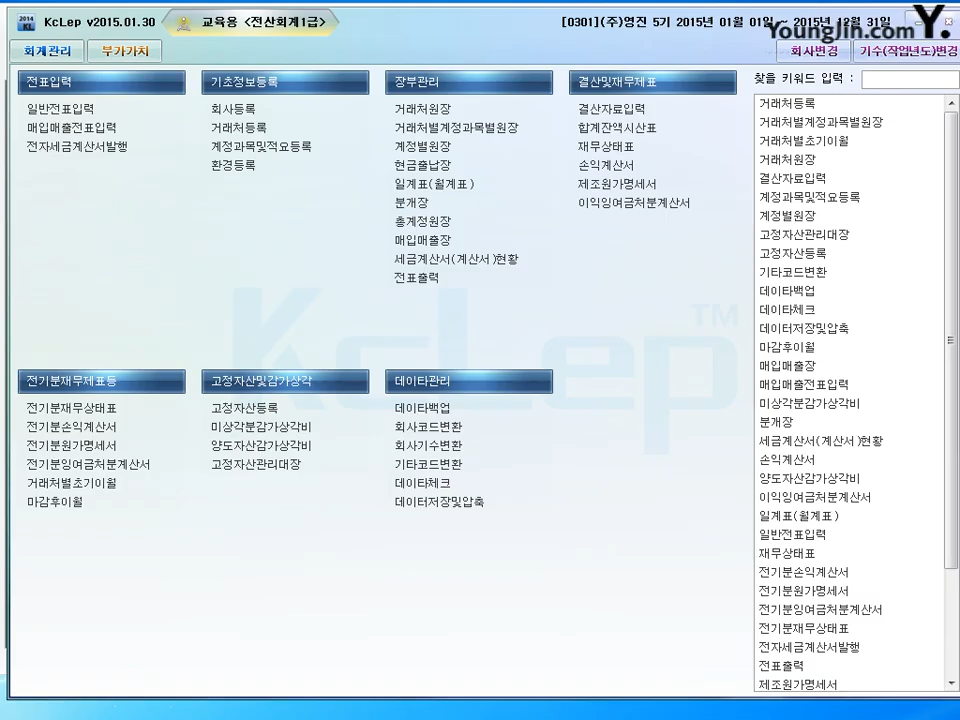 2014 KL KcLep v2015.01.30 교육용 <전산회계1급> [0301](주)영진 5기 2015년 01월 01일 ~ 2015년 12월 31일
YoungJin.com Y.
회계관리 부가가치 회사변경 기수(작업년도)변경
전표입력
일반전표입력
매입매출전표입력
전자세금계산서발행
기초정보등록
회사등록
거래처등록
계정과목및적요등록
환경등록
장부관리
거래처원장
거래처별계정과목별원장
계정별원장
현금출납장
일계표(월계표)
분개장
총계정원장
매입매출장
세금계산서(계산서)현황
전표출력
결산및재무제표
결산자료입력
합계잔액시산표
재무상태표
손익계산서
제조원가명세서
이익잉여금처분계산서
KcLep TM
전기분재무제표등
전기분재무상태표
전기분손익계산서
전기분원가명세서
전기분잉여금처분계산서
거래처별초기이월
마감후이월
고정자산및감가상각
고정자산등록
미상각분감가상각비
양도자산감가상각비
고정자산관리대장
데이타관리
데이타백업
회사코드변환
회사기수변환
기타코드변환
데이타체크
데이터저장및압축
찾을 키워드 입력 :
거래처등록
거래처별계정과목별원장
거래처별초기이월
거래처원장
결산자료입력
계정과목및적요등록
계정별원장
고정자산관리대장
고정자산등록
기타코드변환
데이타백업
데이타체크
데이터저장및압축
마감후이월
매입매출장
매입매출전표입력
미상각분감가상각비
분개장
세금계산서(계산서)현황
손익계산서
양도자산감가상각비
이익잉여금처분계산서
일계표(월계표)
일반전표입력
재무상태표
전기분손익계산서
전기분원가명세서
전기분잉여금처분계산서
전기분재무상태표
전자세금계산서발행
전표출력
제조원가명세서